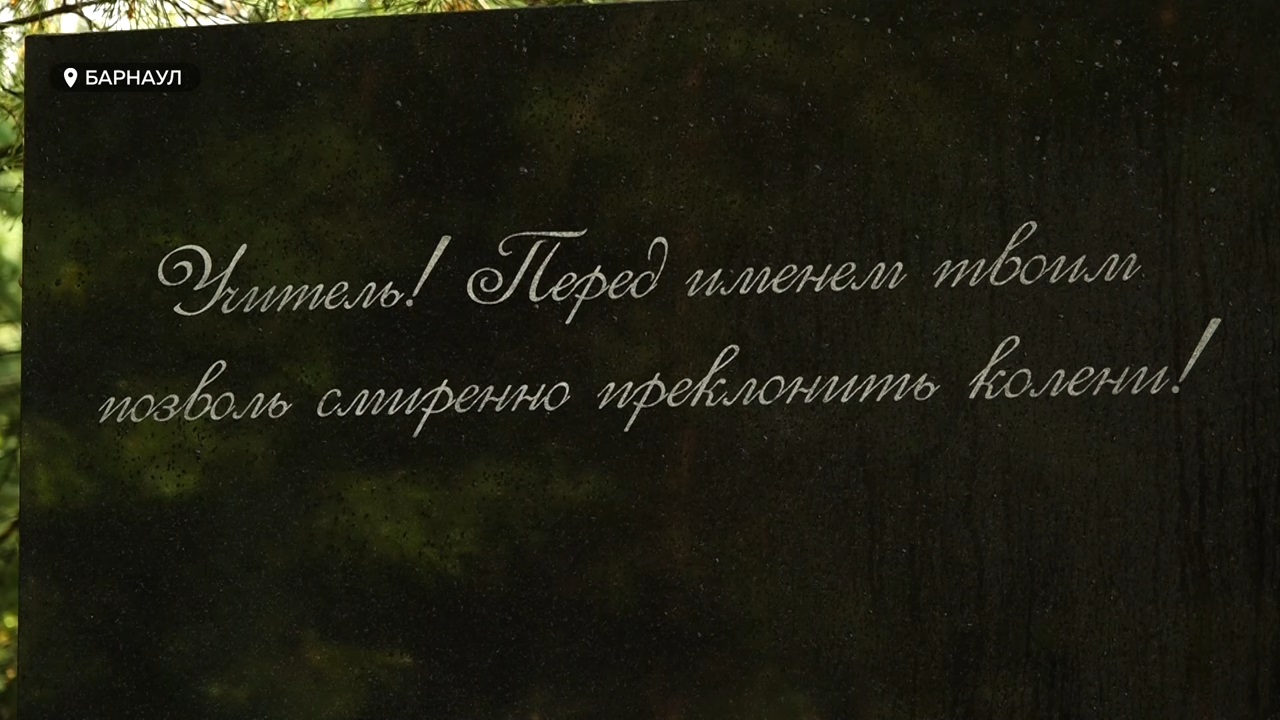 БАРНАУЛ
Учитель! Перед именем твоим
позволь смиренно преклонить колени!